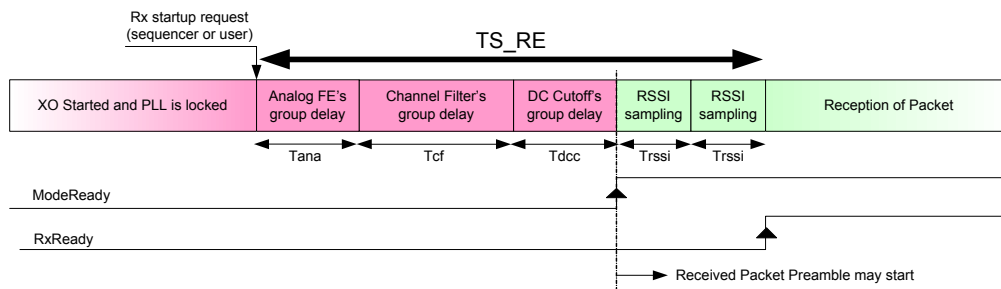 Rx startup request
(sequencer or user)
TS_RE
XO Started and PLL is locked
Analog FE's
group delay
Channel Filter's
group delay
DC Cutoff's
group delay
RSSI
sampling
RSSI
sampling
Reception of Packet
Tana
Tcf
Tdcc
Trssi
Trssi
ModeReady
RxReady
Received Packet Preamble may start